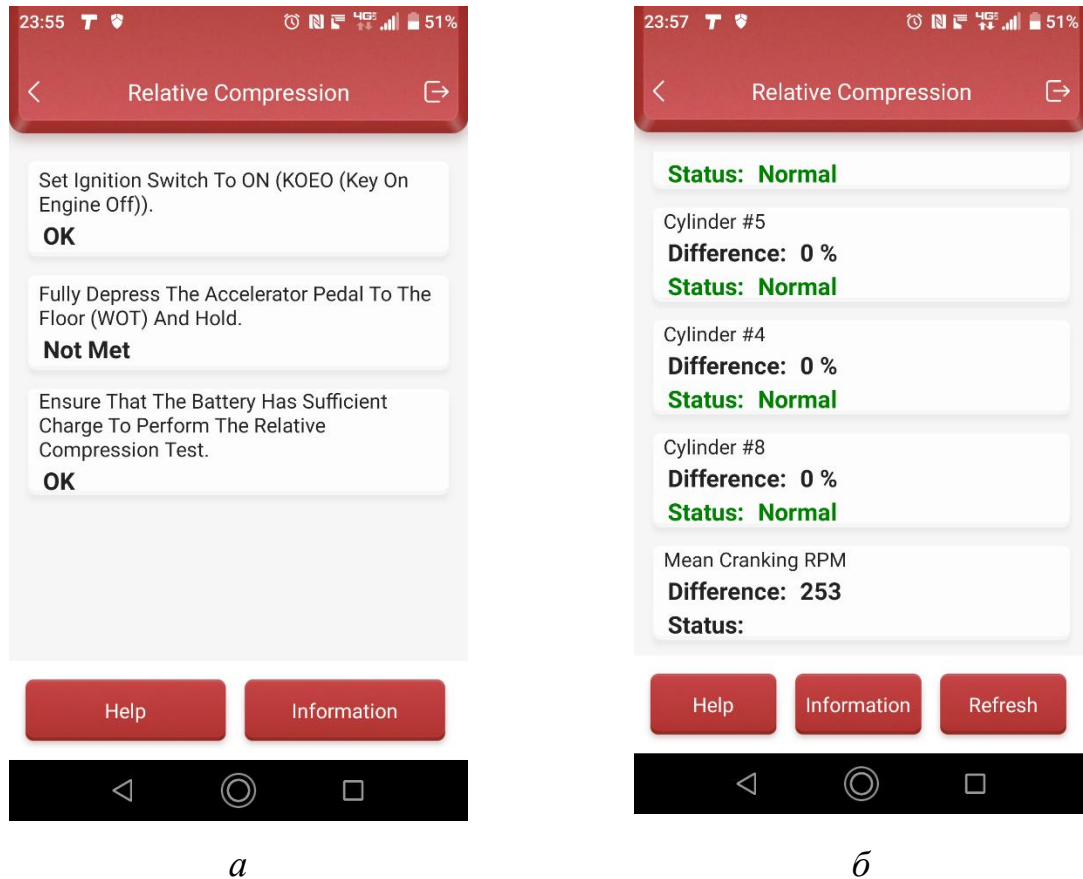 23:55 4G 51%
Relative Compression
Set Ignition Switch To ON (KOEO (Key On
Engine Off)).
OK
Fully Depress The Accelerator Pedal To The
Floor (WOT) And Hold.
Not Met
Ensure That The Battery Has Sufficient
Charge To Perform The Relative
Compression Test.
OK
Help Information
а
23:57 4G 51%
Relative Compression
Status: Normal
Cylinder #5
Difference: 0 %
Status: Normal
Cylinder #4
Difference: 0 %
Status: Normal
Cylinder #8
Difference: 0 %
Status: Normal
Mean Cranking RPM
Difference: 253
Status:
Help Information Refresh
б